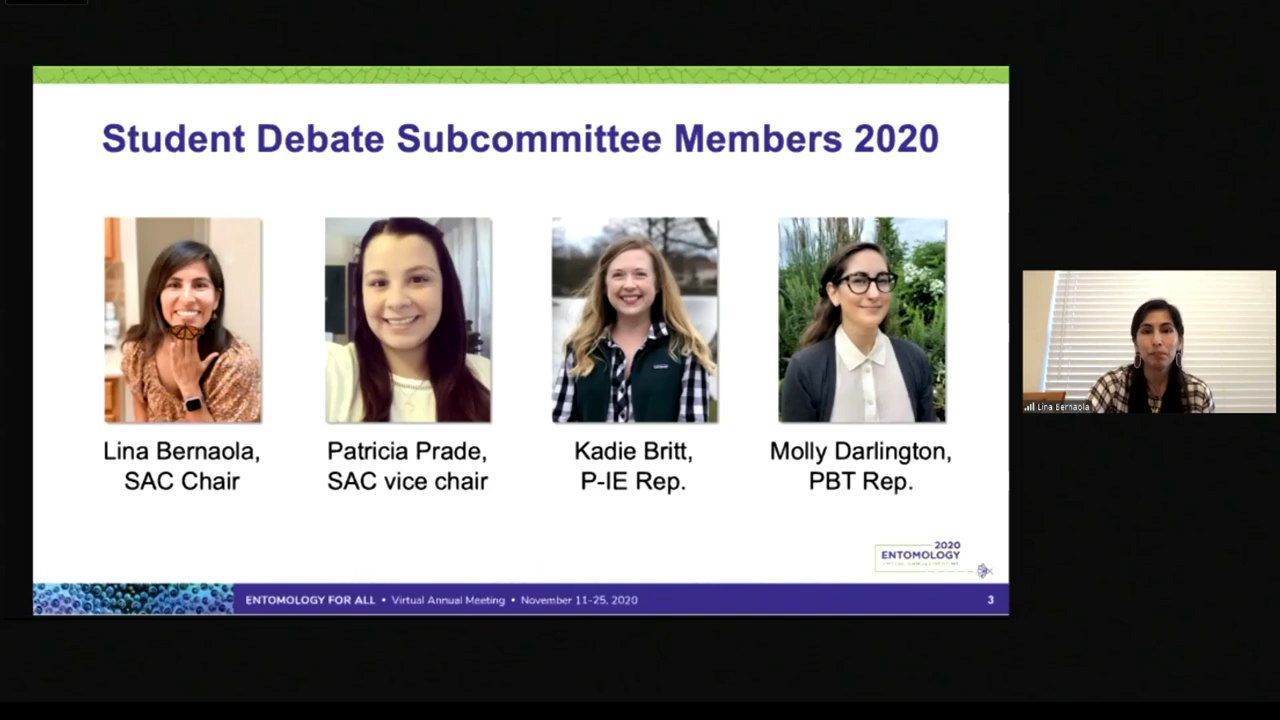 Student Debate Subcommittee Members 2020
Lina Bernaola,
SAC Chair
Patricia Prade,
SAC vice chair
Kadie Britt,
P-IE Rep.
Molly Darlington,
PBT Rep.
Lina Bernaola
2020
ENTOMOLOGY
ENTOMOLOGY FOR ALL • Virtual Annual Meeting • November 11-25, 2020
3